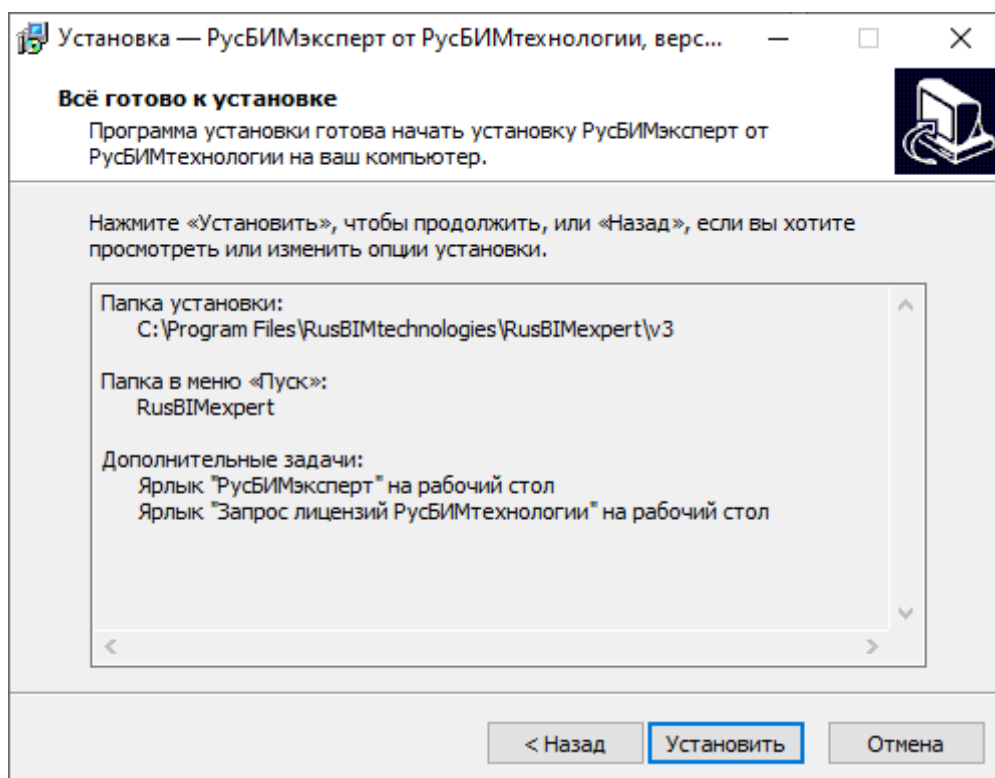 Установка — РусБИМэксперт от РусБИМтехнологии, верс...
Всё готово к установке
Программа установки готова начать установку РусБИМэксперт от
РусБИМтехнологии на ваш компьютер.
Нажмите «Установить», чтобы продолжить, или «Назад», если вы хотите
просмотреть или изменить опции установки.
Папка установки:
C:\Program Files\RusBIMtechnologies\RusBIMexpert\v3
Папка в меню «Пуск»:
RusBIMexpert
Дополнительные задачи:
Ярлык "РусБИМэксперт" на рабочий стол
Ярлык "Запрос лицензий РусБИМтехнологии" на рабочий стол
< Назад
Установить
Отмена